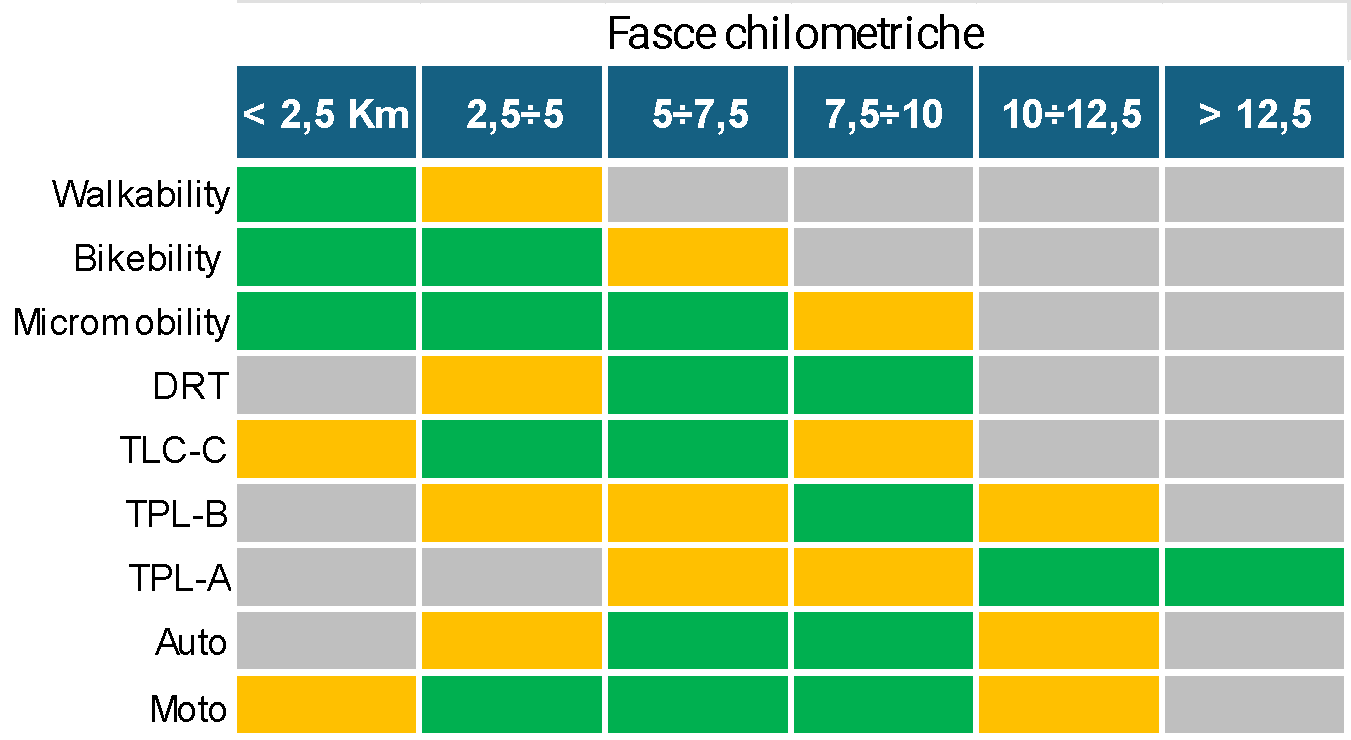 Fasce chilometriche
< 2,5 Km 2,5÷5 5÷7,5 7,5÷10 10÷12,5 > 12,5
Walkability
Bikebility
Micromobility
DRT
TLC-C
TPL-B
TPL-A
Auto
Moto